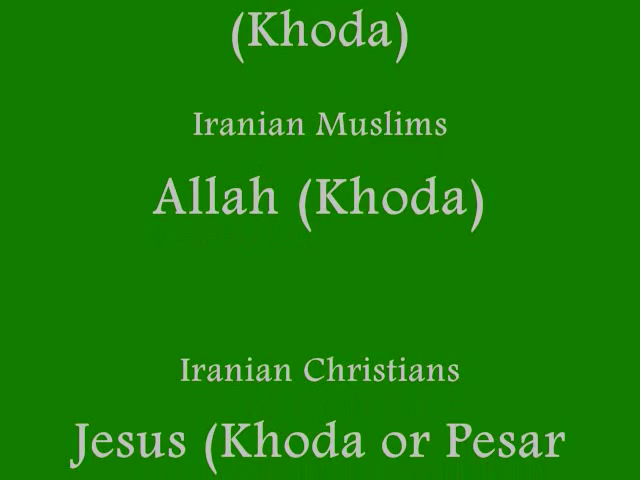 (Khoda)
Iranian Muslims
Allah (Khoda)
Iranian Christians
Jesus (Khoda or Pesar